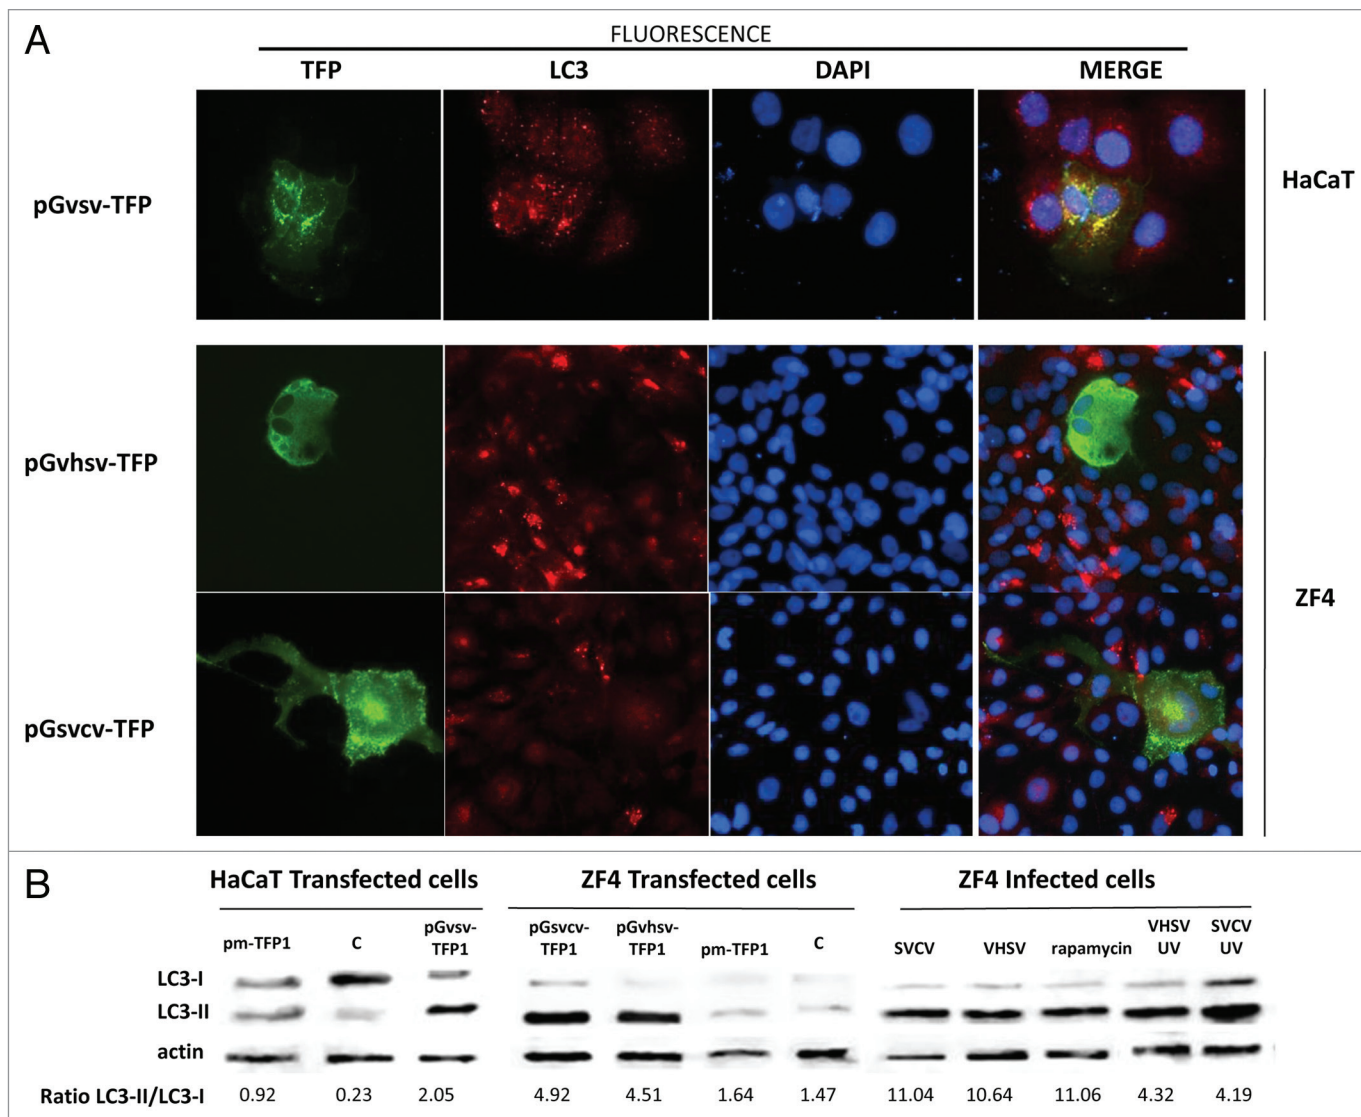 A
FLUORESCENCE
TFP LC3 DAPI MERGE
pGvsv-TFP
HaCaT
pGvhsv-TFP
ZF4
pGsvcv-TFP
B
HaCaT Transfected cells ZF4 Transfected cells ZF4 Infected cells
pm-TFP1 C pGvsv-TFP1 pGsvcv-TFP1 pGvhsv-TFP1 pm-TFP1 C SVCV VHSV rapamycin VHSV UV SVCV UV
LC3-I
LC3-II
actin
Ratio LC3-II/LC3-I 0.92 0.23 2.05 4.92 4.51 1.64 1.47 11.04 10.64 11.06 4.32 4.19